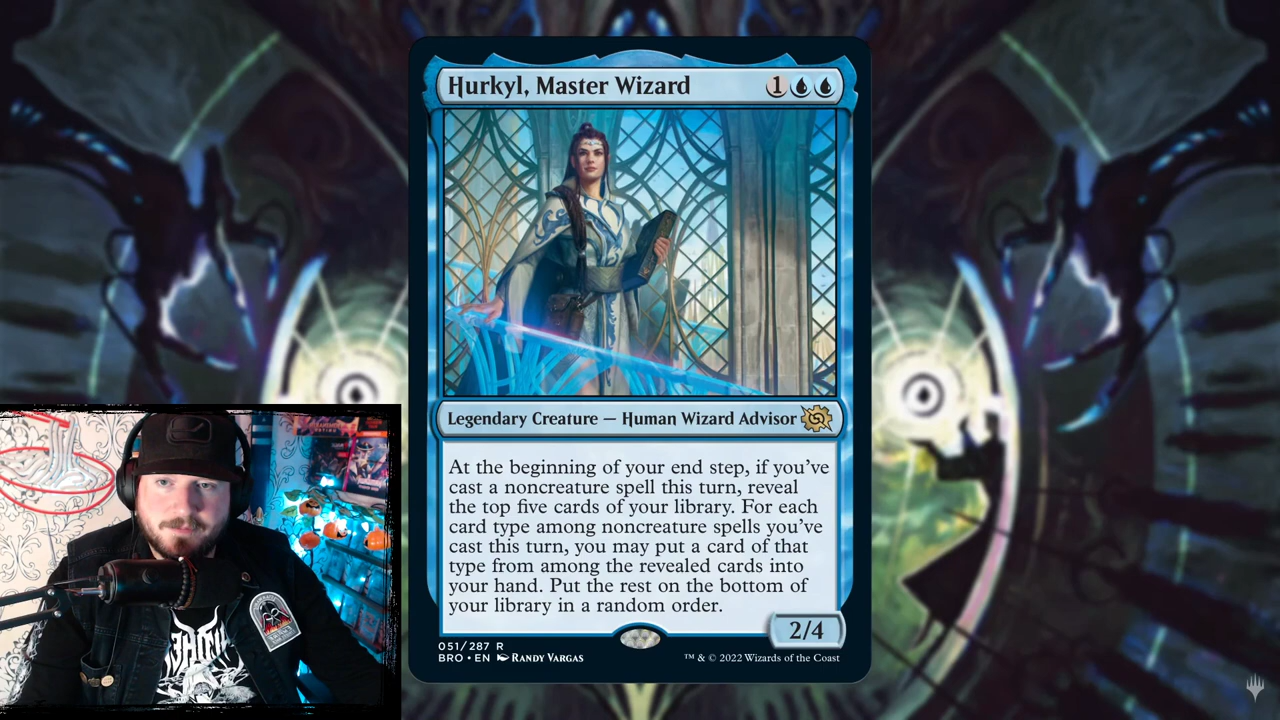 Hurkyl, Master Wizard 1
Legendary Creature — Human Wizard Advisor
At the beginning of your end step, if you've
cast a noncreature spell this turn, reveal
the top five cards of your library. For each
card type among noncreature spells you've
cast this turn, you may put a card of that
type from among the revealed cards into
your hand. Put the rest on the bottom of
your library in a random order.
2/4
051/287 R
BRO • EN Randy Vargas
™ & © 2022 Wizards of the Coast